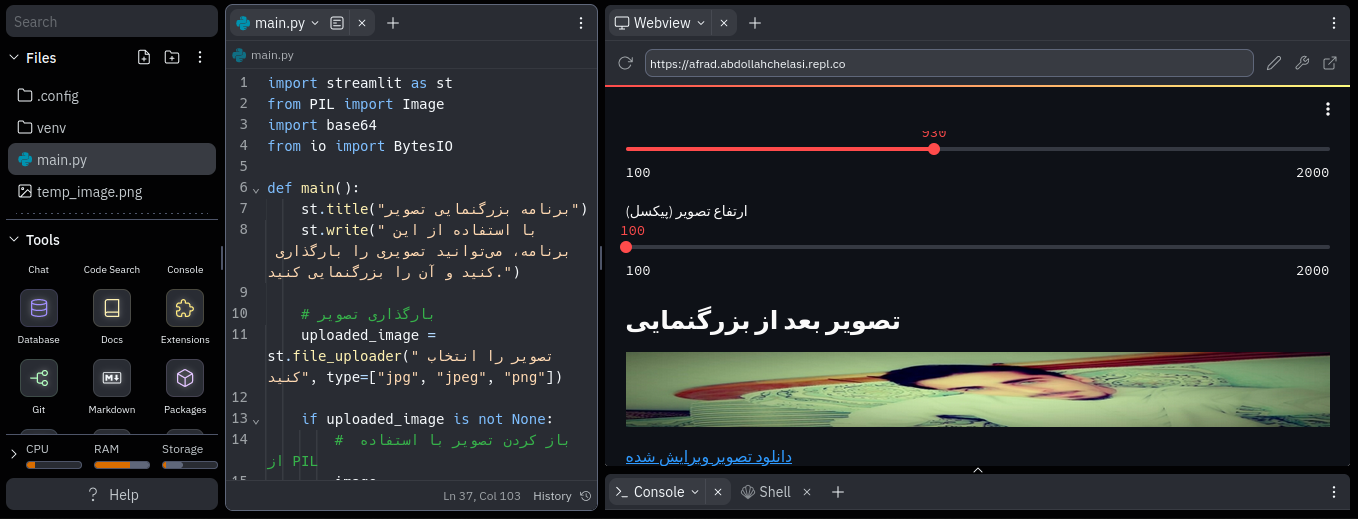 Search
Files
.config
venv
main.py
temp_image.png
Tools
Chat
Code Search
Console
Database
Docs
Extensions
Git
Markdown
Packages
CPU
RAM
Storage
? Help
main.py
main.py
1 import streamlit as st
2 from PIL import Image
3 import base64
4 from io import BytesIO
5
6 def main():
7 st.title("برنامه بزرگنمایی تصویر")
8 st.write("با استفاده از این
برنامه، می‌توانید تصویری را بارگذاری
کنید و آن را بزرگنمایی کنید.")
9
10 # بارگذاری تصویر
11 uploaded_image =
st.file_uploader("تصویر را انتخاب
کنید", type=["jpg", "jpeg", "png"])
12
13 if uploaded_image is not None:
14 # باز کردن تصویر با استفاده
از PIL
15 image
Ln 37, Col 103
History
Webview
https://afrad.abdollahchelasi.repl.co
930
100
2000
ارتفاع تصویر (پیکسل)
100
100
2000
تصویر بعد از بزرگنمایی
دانلود تصویر ویرایش شده
Console
Shell